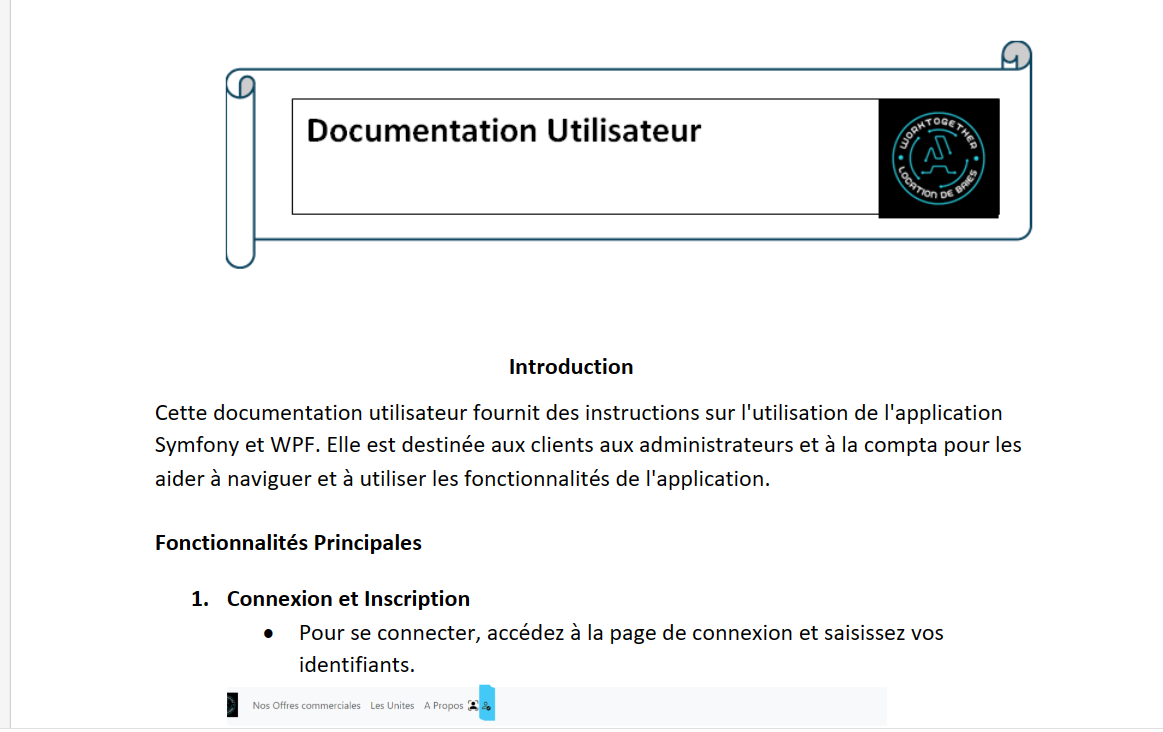 Documentation Utilisateur
WORKTOGETHER
LOCATION DE BAIES
Introduction
Cette documentation utilisateur fournit des instructions sur l'utilisation de l'application
Symfony et WPF. Elle est destinée aux clients aux administrateurs et à la compta pour les
aider à naviguer et à utiliser les fonctionnalités de l'application.
Fonctionnalités Principales
1. Connexion et Inscription
● Pour se connecter, accédez à la page de connexion et saisissez vos
identifiants.
Nos Offres commerciales Les Unites A Propos